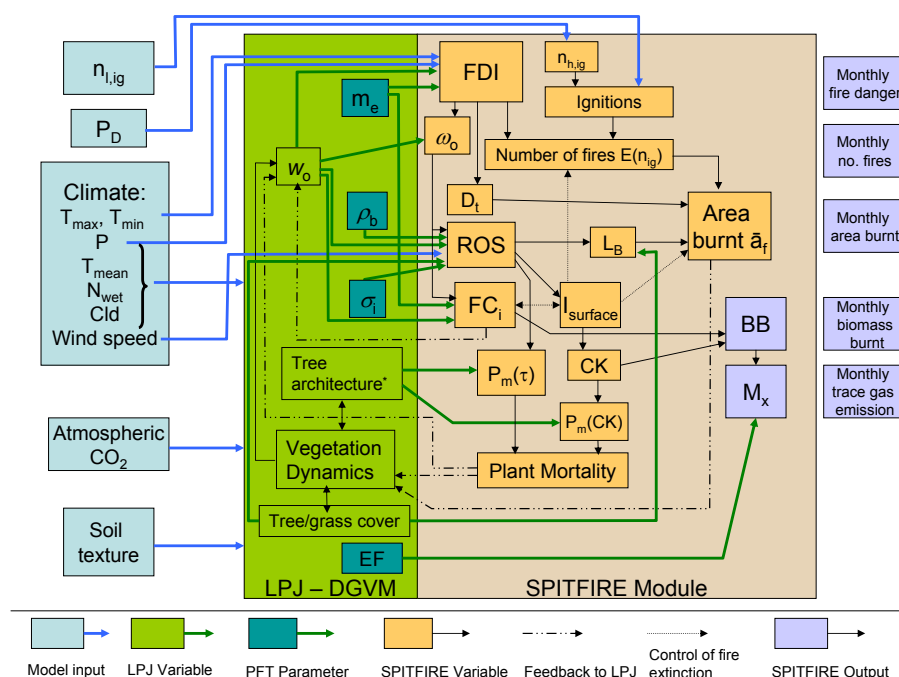 n_l,ig
P_D
Climate:
T_max, T_min
P
T_mean
N_wet
Cld
Wind speed
Atmospheric
CO_2
Soil
texture
m_e
w_o
ρ_b
σ_i
Tree
architecture*
Vegetation
Dynamics
Tree/grass cover
EF
LPJ – DGVM
FDI
n_h,ig
Ignitions
ω_o
Number of fires E(n_ig)
D_t
Area
burnt ā_f
ROS
L_B
FC_i
I_surface
BB
P_m(τ)
CK
M_x
P_m(CK)
Plant Mortality
SPITFIRE Module
Monthly
fire danger
Monthly
no. fires
Monthly
area burnt
Monthly
biomass
burnt
Monthly
trace gas
emission
Model input
LPJ Variable
PFT Parameter
SPITFIRE Variable
Feedback to LPJ
Control of fire
extinction
SPITFIRE Output